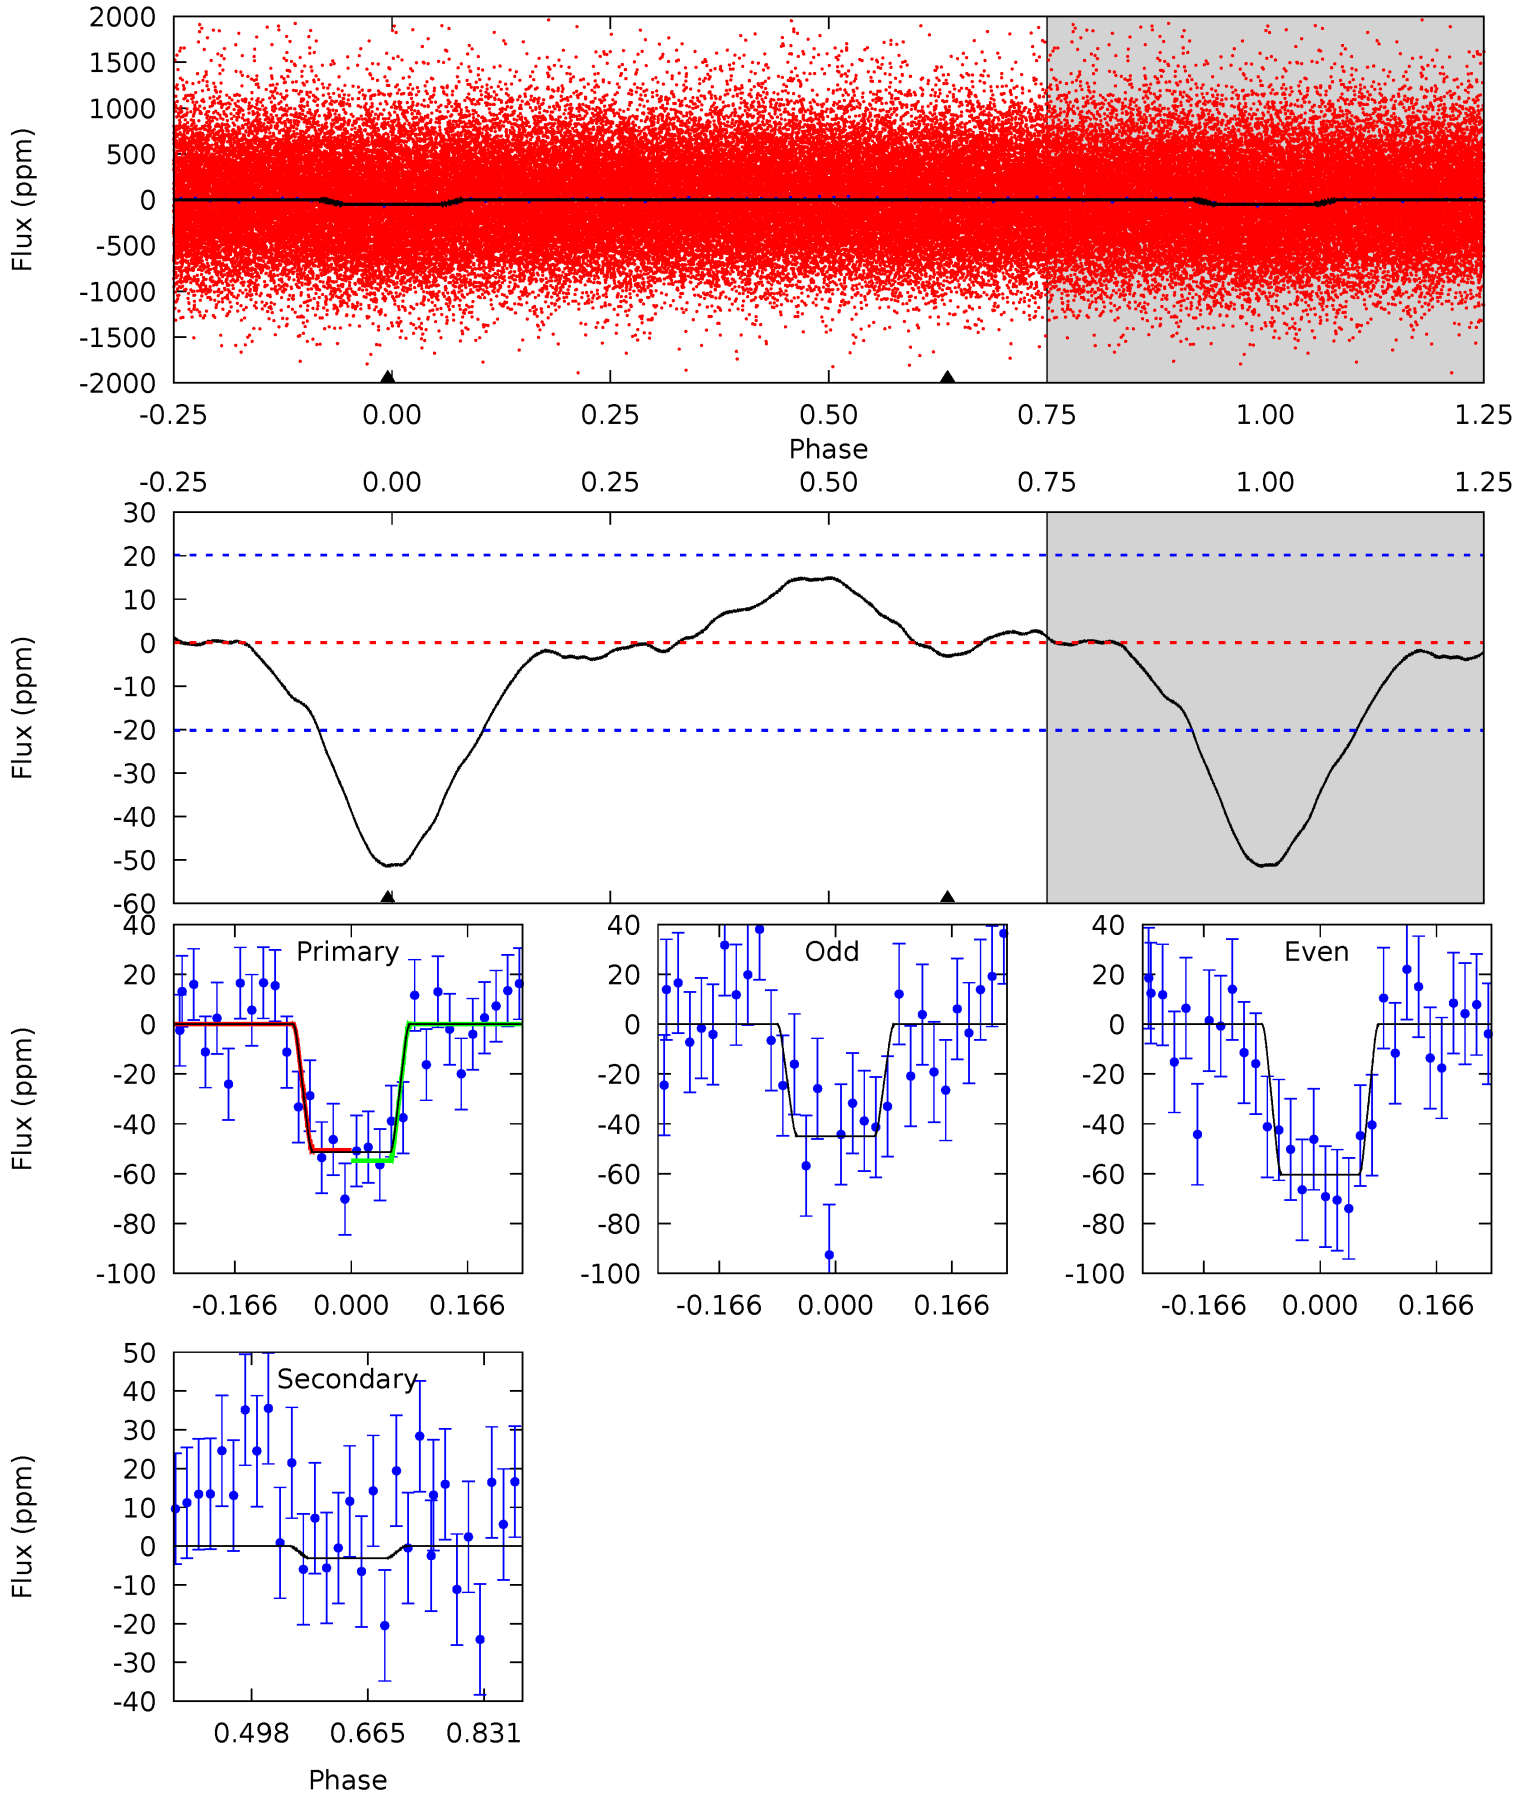 2000
1500
1000
500
0
-500
-1000
-1500
-2000
Flux (ppm)
-0.25 0.00 0.25 0.50 0.75 1.00 1.25
Phase
-0.25 0.00 0.25 0.50 0.75 1.00 1.25
30
20
10
0
-10
-20
-30
-40
-50
-60
Flux (ppm)
Primary Odd Even
40 40 40
20 20 20
0 0 0
-20 -20 -20
-40 -40 -40
-60 -60 -60
-80 -80 -80
-100 -100 -100
Flux (ppm)
-0.166 0.000 0.166 -0.166 0.000 0.166 -0.166 0.000 0.166
Secondary
50
40
30
20
10
0
-10
-20
-30
-40
Flux (ppm)
0.498 0.665 0.831
Phase